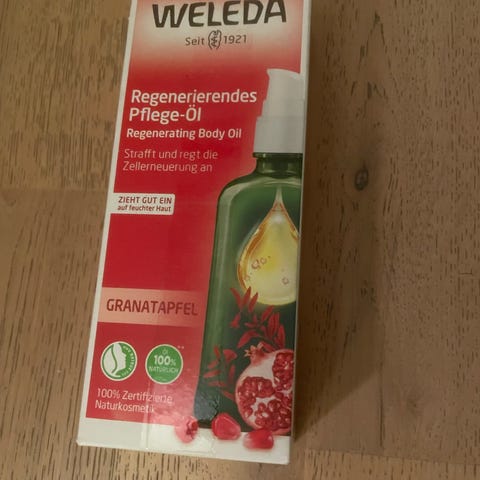 WELEDA
Seit 1921
Regenerierendes
Pflege-Öl
Regenerating Body Oil
Strafft und regt die
Zellerneuerung an
ZIEHT GUT EIN
auf feuchter Haut
GRANATAPFEL
100%
NATÜRLICH
100% Zertifizierte
Naturkosmetik